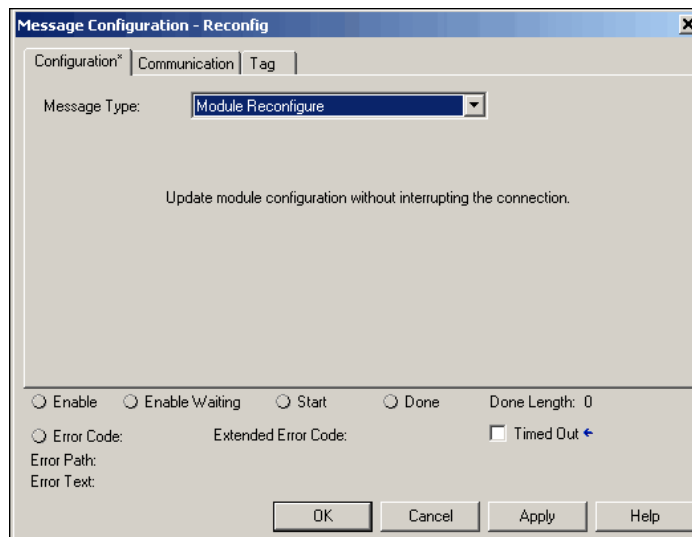 Message Configuration - Reconfig
Configuration* Communication Tag
Message Type: Module Reconfigure
Update module configuration without interrupting the connection.
Enable Enable Waiting Start Done Done Length: 0
Error Code: Extended Error Code: Timed Out
Error Path:
Error Text:
OK Cancel Apply Help